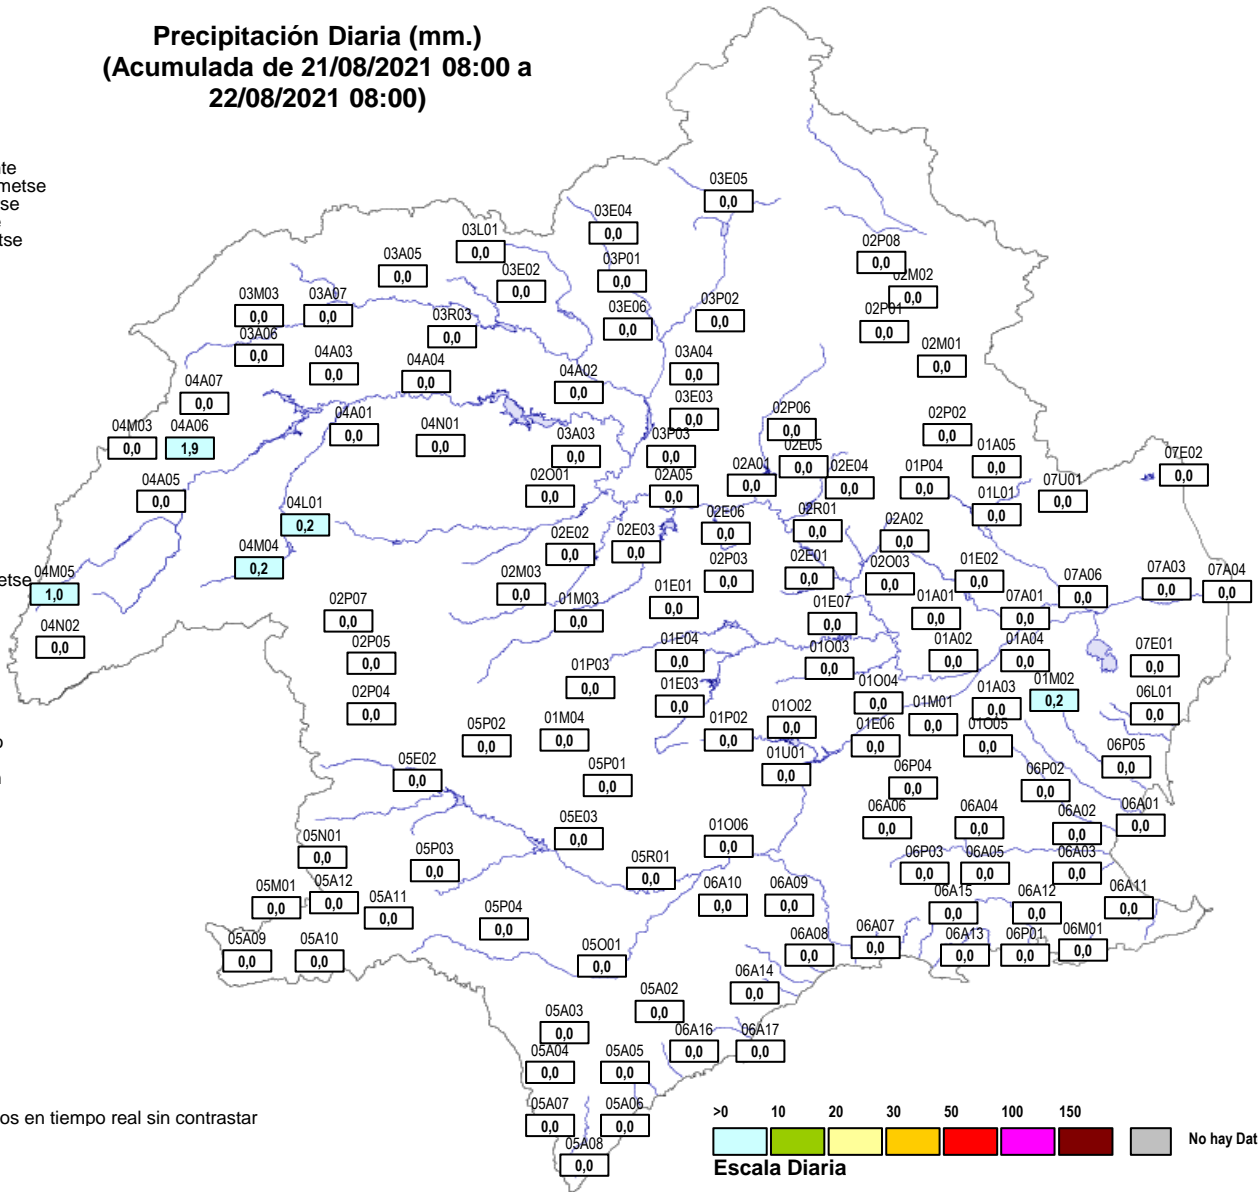 Precipitación Diaria (mm.)
(Acumulada de 21/08/2021 08:00 a
22/08/2021 08:00)
te
metse
se
tse
03E05
0,0
03E04
0,0
03L01
0,0
03P01
0,0
02P08
0,0
03A05
0,0
03E02
0,0
02M02
0,0
03M03
0,0
03A07
0,0
03P02
0,0
03E06
0,0
02P01
0,0
03R03
0,0
03A06
0,0
04A03
0,0
04A04
0,0
03A04
0,0
02M01
0,0
04A02
0,0
04A07
0,0
03E03
0,0
04A01
0,0
04N01
0,0
02P06
0,0
02P02
0,0
04M03
0,0
04A06
1,9
03A03
0,0
03P03
0,0
02E05
0,0
01A05
0,0
07E02
0,0
02A01
0,0
02E04
0,0
01P04
0,0
04A05
0,0
02O01
0,0
02A05
0,0
07U01
0,0
01L01
0,0
04L01
0,2
02E06
0,0
02R01
0,0
02A02
0,0
02E02
0,0
02E03
0,0
04M04
0,2
02P03
0,0
02E01
0,0
02O03
0,0
01E02
0,0
metse
04M05
1,0
02M03
0,0
07A06
0,0
07A03
0,0
07A04
0,0
01E01
0,0
01M03
0,0
02P07
0,0
01E07
0,0
01A01
0,0
07A01
0,0
04N02
0,0
02P05
0,0
01E04
0,0
01O03
0,0
01A02
0,0
01A04
0,0
07E01
0,0
01P03
0,0
01E03
0,0
01O04
0,0
01A03
0,0
01M02
0,2
06L01
0,0
02P04
0,0
01M01
0,0
05P02
0,0
01M04
0,0
01P02
0,0
01O02
0,0
01E06
0,0
01O05
0,0
05E02
0,0
05P01
0,0
01U01
0,0
06P04
0,0
06P02
0,0
06P05
0,0
05E03
0,0
01O06
0,0
06A06
0,0
06A04
0,0
06A02
0,0
06A01
0,0
05N01
0,0
05P03
0,0
05R01
0,0
06P03
0,0
06A05
0,0
06A03
0,0
05M01
0,0
05A12
0,0
05A11
0,0
06A10
0,0
06A09
0,0
06A15
0,0
06A12
0,0
06A11
0,0
05P04
0,0
05A09
0,0
05A10
0,0
05O01
0,0
06A08
0,0
06A07
0,0
06A13
0,0
06P01
0,0
06M01
0,0
06A14
0,0
05A02
0,0
05A03
0,0
06A16
0,0
06A17
0,0
05A04
0,0
05A05
0,0
05A07
0,0
05A06
0,0
05A08
0,0
os en tiempo real sin contrastar
>0 10 20 30 50 100 150
No hay Dat
Escala Diaria